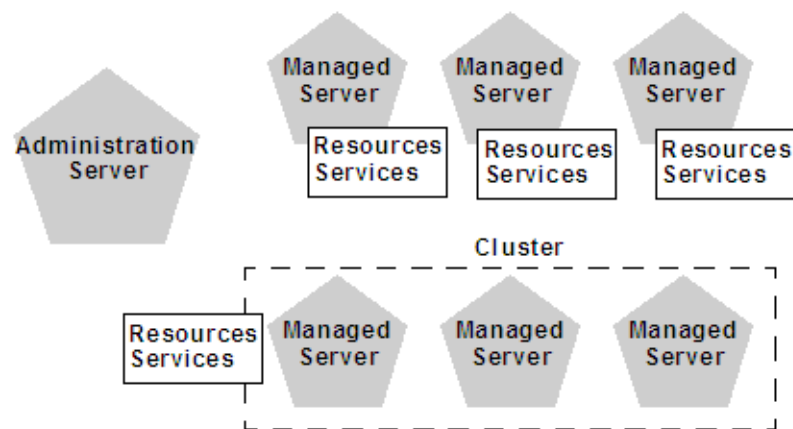 Managed
Server
Managed
Server
Managed
Server
Administration
Server
Resources
Services
Resources
Services
Resources
Services
Cluster
Resources
Services
Managed
Server
Managed
Server
Managed
Server